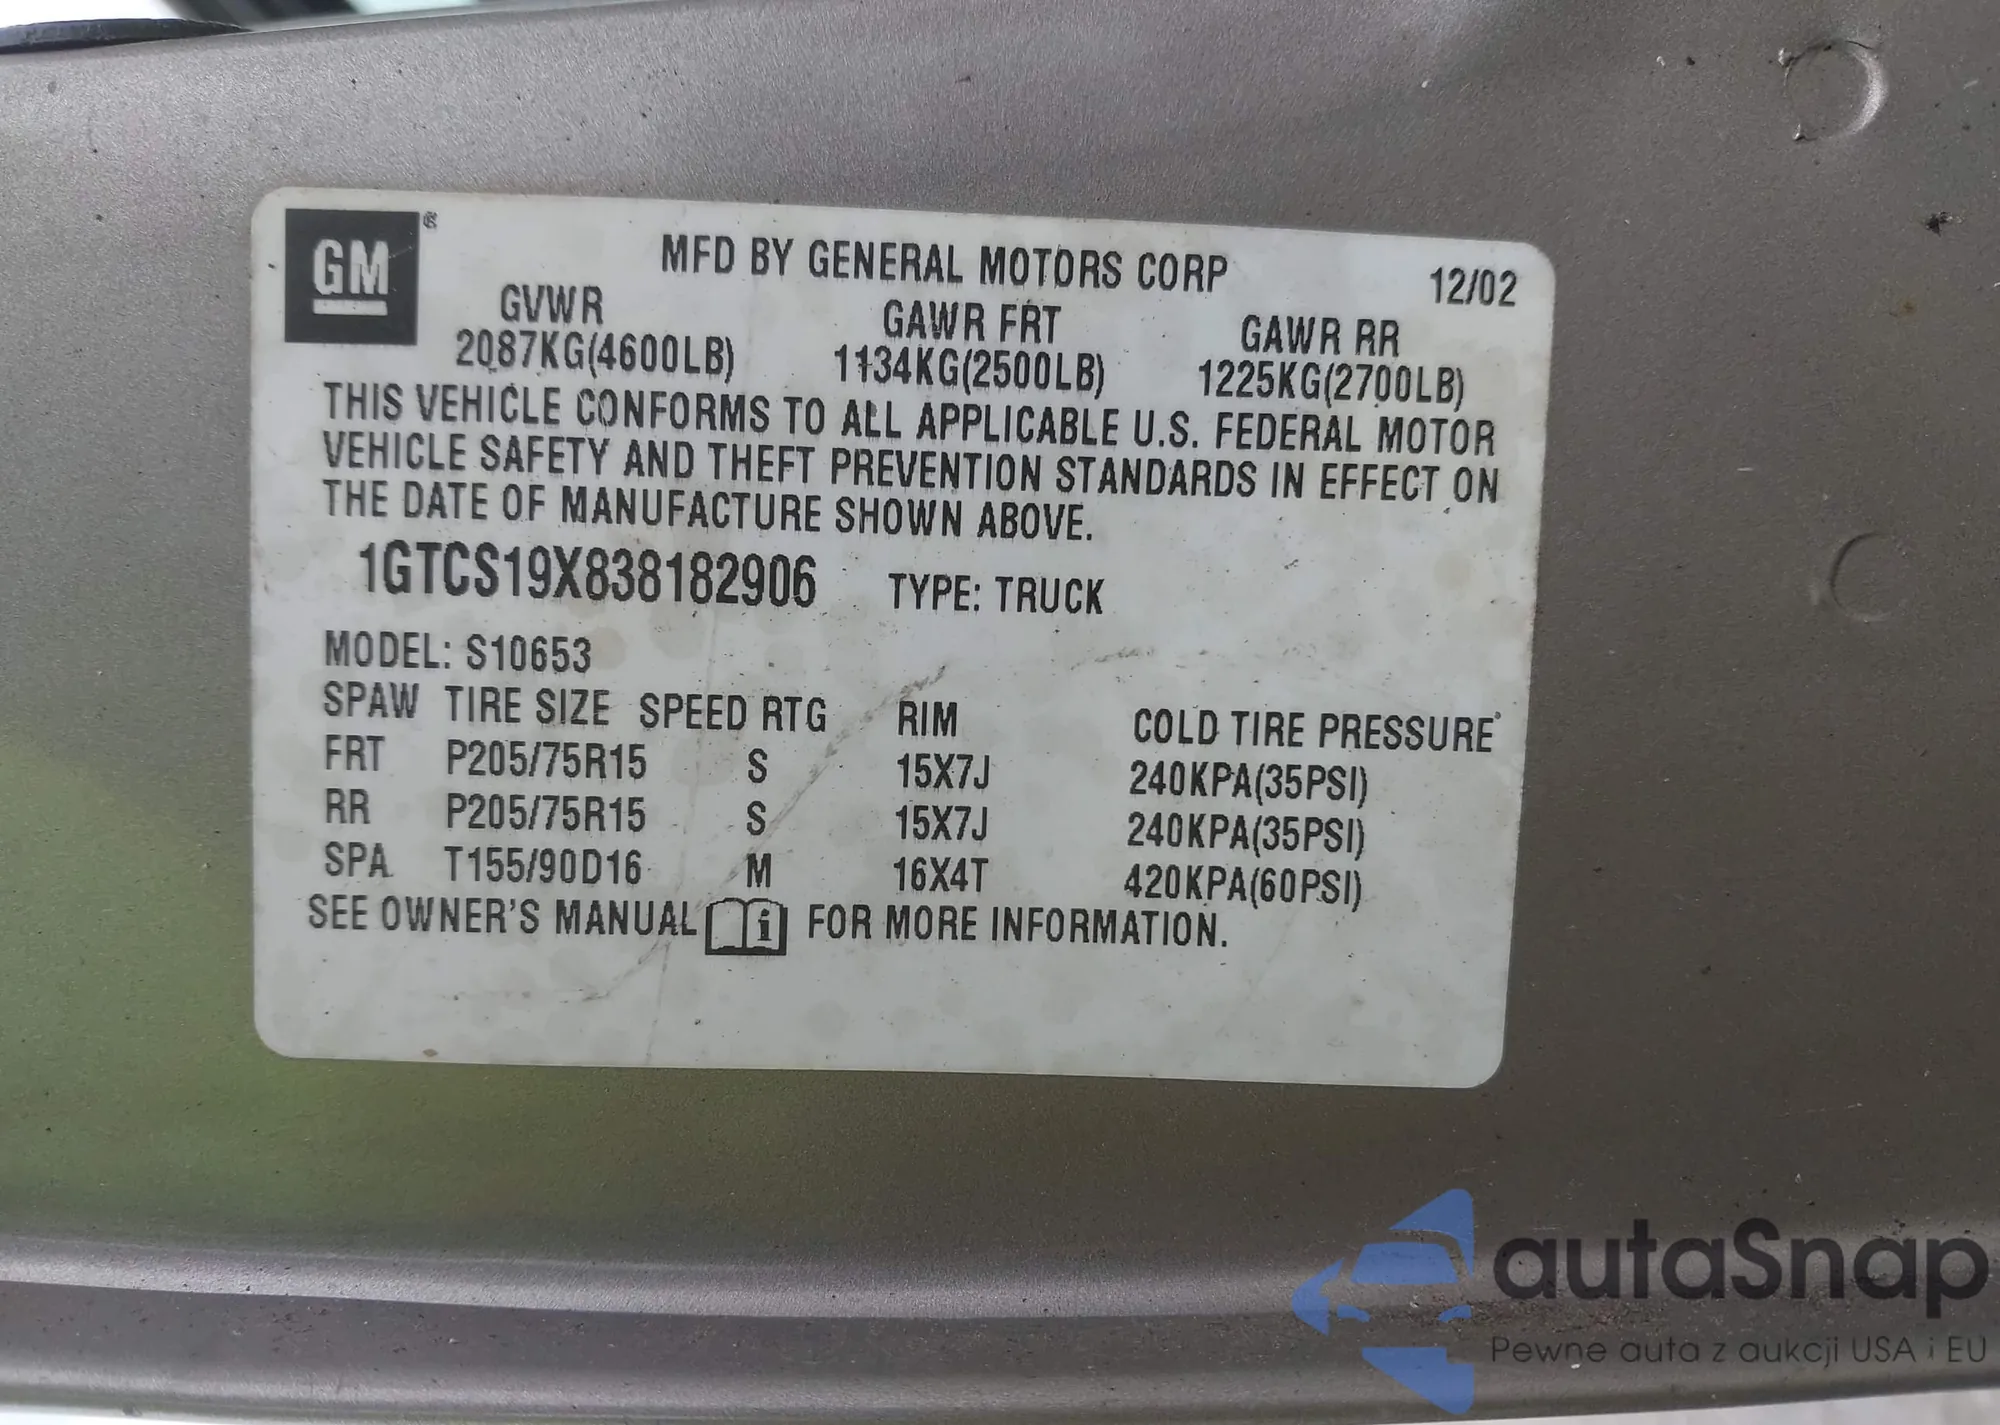 GM®
MFD BY GENERAL MOTORS CORP 12/02
GVWR GAWR FRT GAWR RR
2087KG(4600LB) 1134KG(2500LB) 1225KG(2700LB)
THIS VEHICLE CONFORMS TO ALL APPLICABLE U.S. FEDERAL MOTOR
VEHICLE SAFETY AND THEFT PREVENTION STANDARDS IN EFFECT ON
THE DATE OF MANUFACTURE SHOWN ABOVE.
1GTCS19X838182906 TYPE: TRUCK
MODEL: S10653
SPAW TIRE SIZE SPEED RTG RIM COLD TIRE PRESSURE
FRT P205/75R15 S 15X7J 240KPA(35PSI)
RR P205/75R15 S 15X7J 240KPA(35PSI)
SPA T155/90D16 M 16X4T 420KPA(60PSI)
SEE OWNER'S MANUAL i FOR MORE INFORMATION.
autaSnap
Pewne auta z aukcji USA i EU